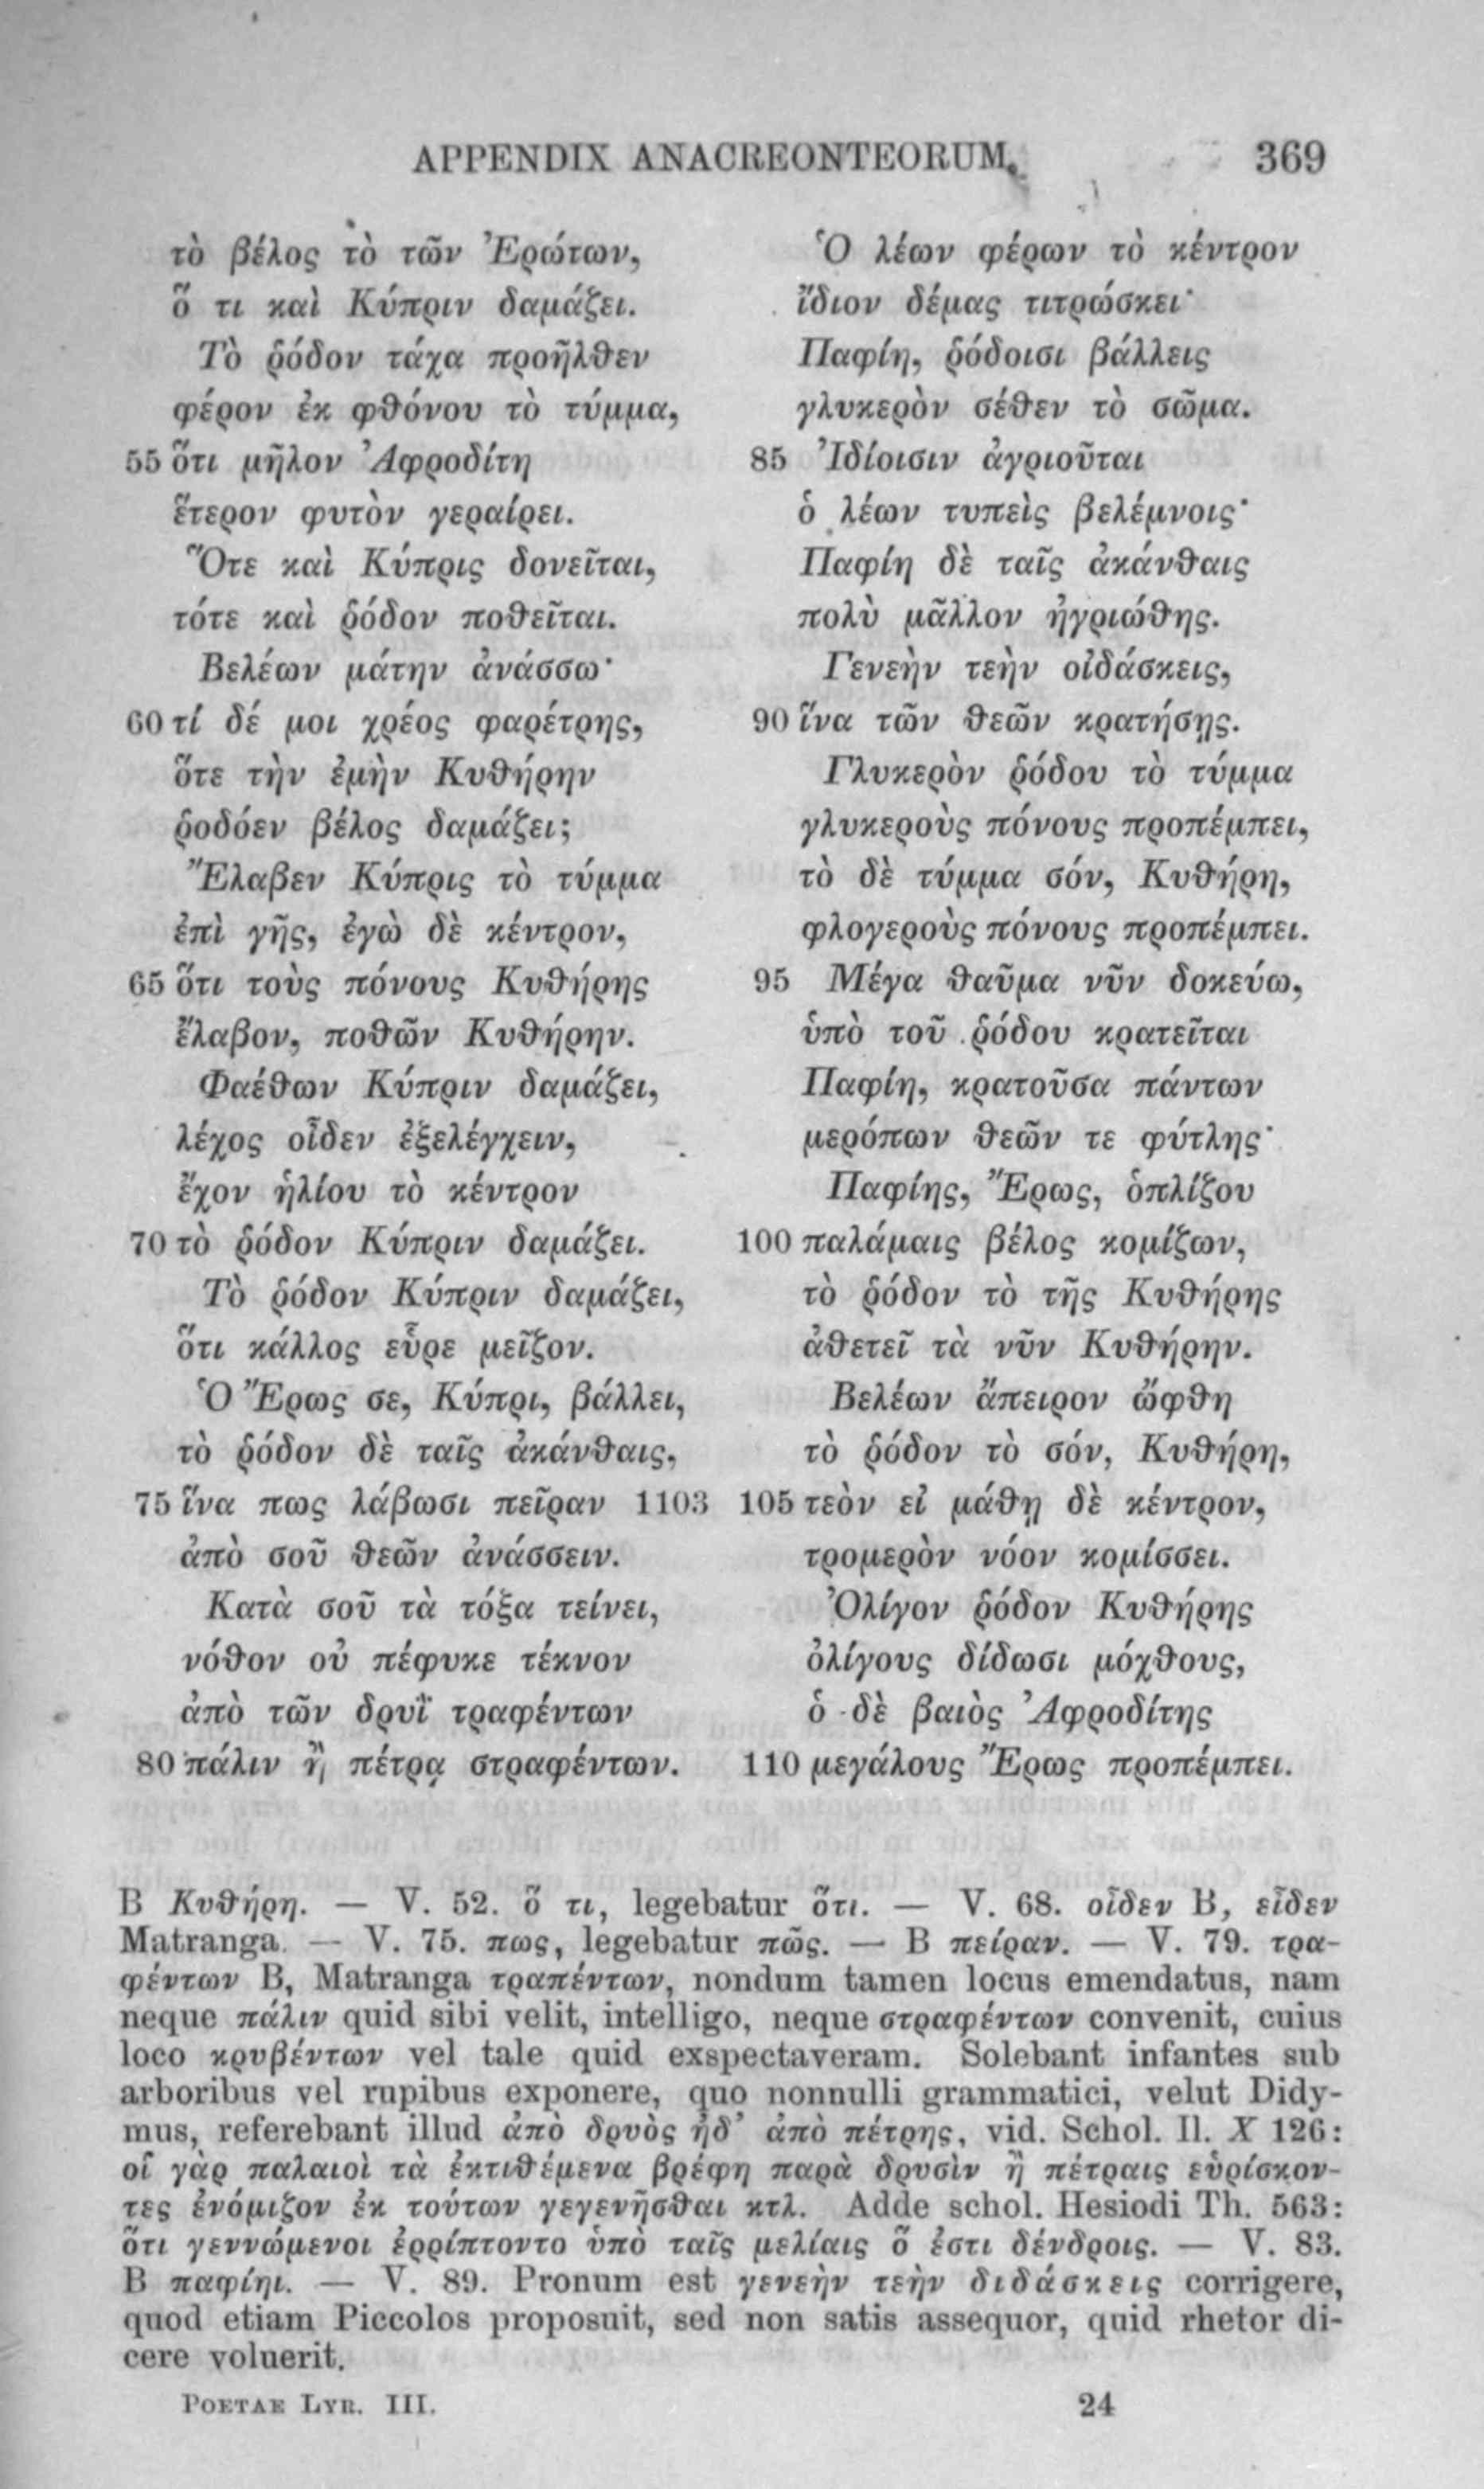 APPENDIX ANACREONTEORUM. 369
τὸ βέλος τὸ τῶν Ἐρώτων,
ὅ τι καὶ Κύπριν δαμάζει.
Τὸ ῥόδον τάχα προῆλθεν
φέρον ἐκ φθόνου τὸ τύμμα,
55 ὅτι μῆλον Ἀφροδίτη
ἕτερον φυτὸν γεραίρει.
Ὅτε καὶ Κύπρις δονεῖται,
τότε καὶ ῥόδον ποθεῖται.
Βελέων μάτην ἀνάσσω·
60 τί δέ μοι χρέος φαρέτρης,
ὅτε τὴν ἐμὴν Κυθήρην
ῥοδόεν βέλος δαμάζει;
Ἔλαβεν Κύπρις τὸ τύμμα
ἐπὶ γῆς, ἐγὼ δὲ κέντρον,
65 ὅτι τοὺς πόνους Κυθήρης
ἔλαβον, ποθῶν Κυθήρην.
Φαέθων Κύπριν δαμάζει,
λέχος οἶδεν ἐξελέγχειν,
ἔχον ἡλίου τὸ κέντρον
70 τὸ ῥόδον Κύπριν δαμάζει.
Τὸ ῥόδον Κύπριν δαμάζει,
ὅτι κάλλος εὗρε μεῖζον.
Ὁ Ἔρως σε, Κύπρι, βάλλει,
τὸ ῥόδον δὲ ταῖς ἀκάνθαις,
75 ἵνα πως λάβωσι πεῖραν 1103
ἀπὸ σοῦ θεῶν ἀνάσσειν.
Κατὰ σοῦ τὰ τόξα τείνει,
νόθον οὐ πέφυκε τέκνον
ἀπὸ τῶν δρυῒ τραφέντων
80 πάλιν ἢ πέτρᾳ στραφέντων.
Ὁ λέων φέρων τὸ κέντρον
ἴδιον δέμας τιτρώσκει·
Παφίη, ῥόδοισι βάλλεις
γλυκερὸν σέθεν τὸ σῶμα.
85 Ἰδίοισιν ἀγριοῦται
ὁ λέων τυπεὶς βελέμνοις·
Παφίη δὲ ταῖς ἀκάνθαις
πολὺ μᾶλλον ἠγριώθης.
Γενεὴν τεὴν οἰδάσκεις,
90 ἵνα τῶν θεῶν κρατήσῃς.
Γλυκερὸν ῥόδου τὸ τύμμα
γλυκεροὺς πόνους προπέμπει,
τὸ δὲ τύμμα σόν, Κυθήρη,
φλογεροὺς πόνους προπέμπει.
95 Μέγα θαῦμα νῦν δοκεύω,
ὑπὸ τοῦ ῥόδου κρατεῖται
Παφίη, κρατοῦσα πάντων
μερόπων θεῶν τε φύτλης·
Παφίης, Ἔρως, ὁπλίζου
100 παλάμαις βέλος κομίζων,
τὸ ῥόδον τὸ τῆς Κυθήρης
ἀθετεῖ τὰ νῦν Κυθήρην.
Βελέων ἄπειρον ὤφθη
τὸ ῥόδον τὸ σόν, Κυθήρη,
105 τεὸν εἰ μάθῃ δὲ κέντρον,
τρομερὸν νόον κομίσσει.
Ὀλίγον ῥόδον Κυθήρης
ὀλίγους δίδωσι μόχθους,
ὁ δὲ βαιὸς Ἀφροδίτης
110 μεγάλους Ἔρως προπέμπει.
B Κυθήρη. — V. 52. ὅ τι, legebatur ὅτι. — V. 68. οἶδεν B, εἶδεν
Matranga. — V. 75. πως, legebatur πῶς. — B πείραν. — V. 79. τρα-
φέντων B, Matranga τραπέντων, nondum tamen locus emendatus, nam
neque πάλιν quid sibi velit, intelligo, neque στραφέντων convenit, cuius
loco κρυβέντων vel tale quid exspectaveram. Solebant infantes sub
arboribus vel rupibus exponere, quo nonnulli grammatici, velut Didy-
mus, referebant illud ἀπὸ δρυὸς ἠδ’ ἀπὸ πέτρης, vid. Schol. Il. X 126:
οἵ γὰρ παλαιοὶ τὰ ἐκτιθέμενα βρέφη παρὰ δρυσὶν ἢ πέτραις εὑρίσκον-
τες ἐνόμιζον ἐκ τούτων γεγενῆσθαι κτλ. Adde schol. Hesiodi Th. 563:
ὅτι γεννώμενοι ἐρρίπτοντο ὑπὸ ταῖς μελίαις ὅ ἐστι δένδροις. — V. 83.
B παφίηι. — V. 89. Pronum est γενεὴν τεὴν διδάσκεις corrigere,
quod etiam Piccolos proposuit, sed non satis assequor, quid rhetor di-
cere voluerit.
POETAE LYR. III. 24